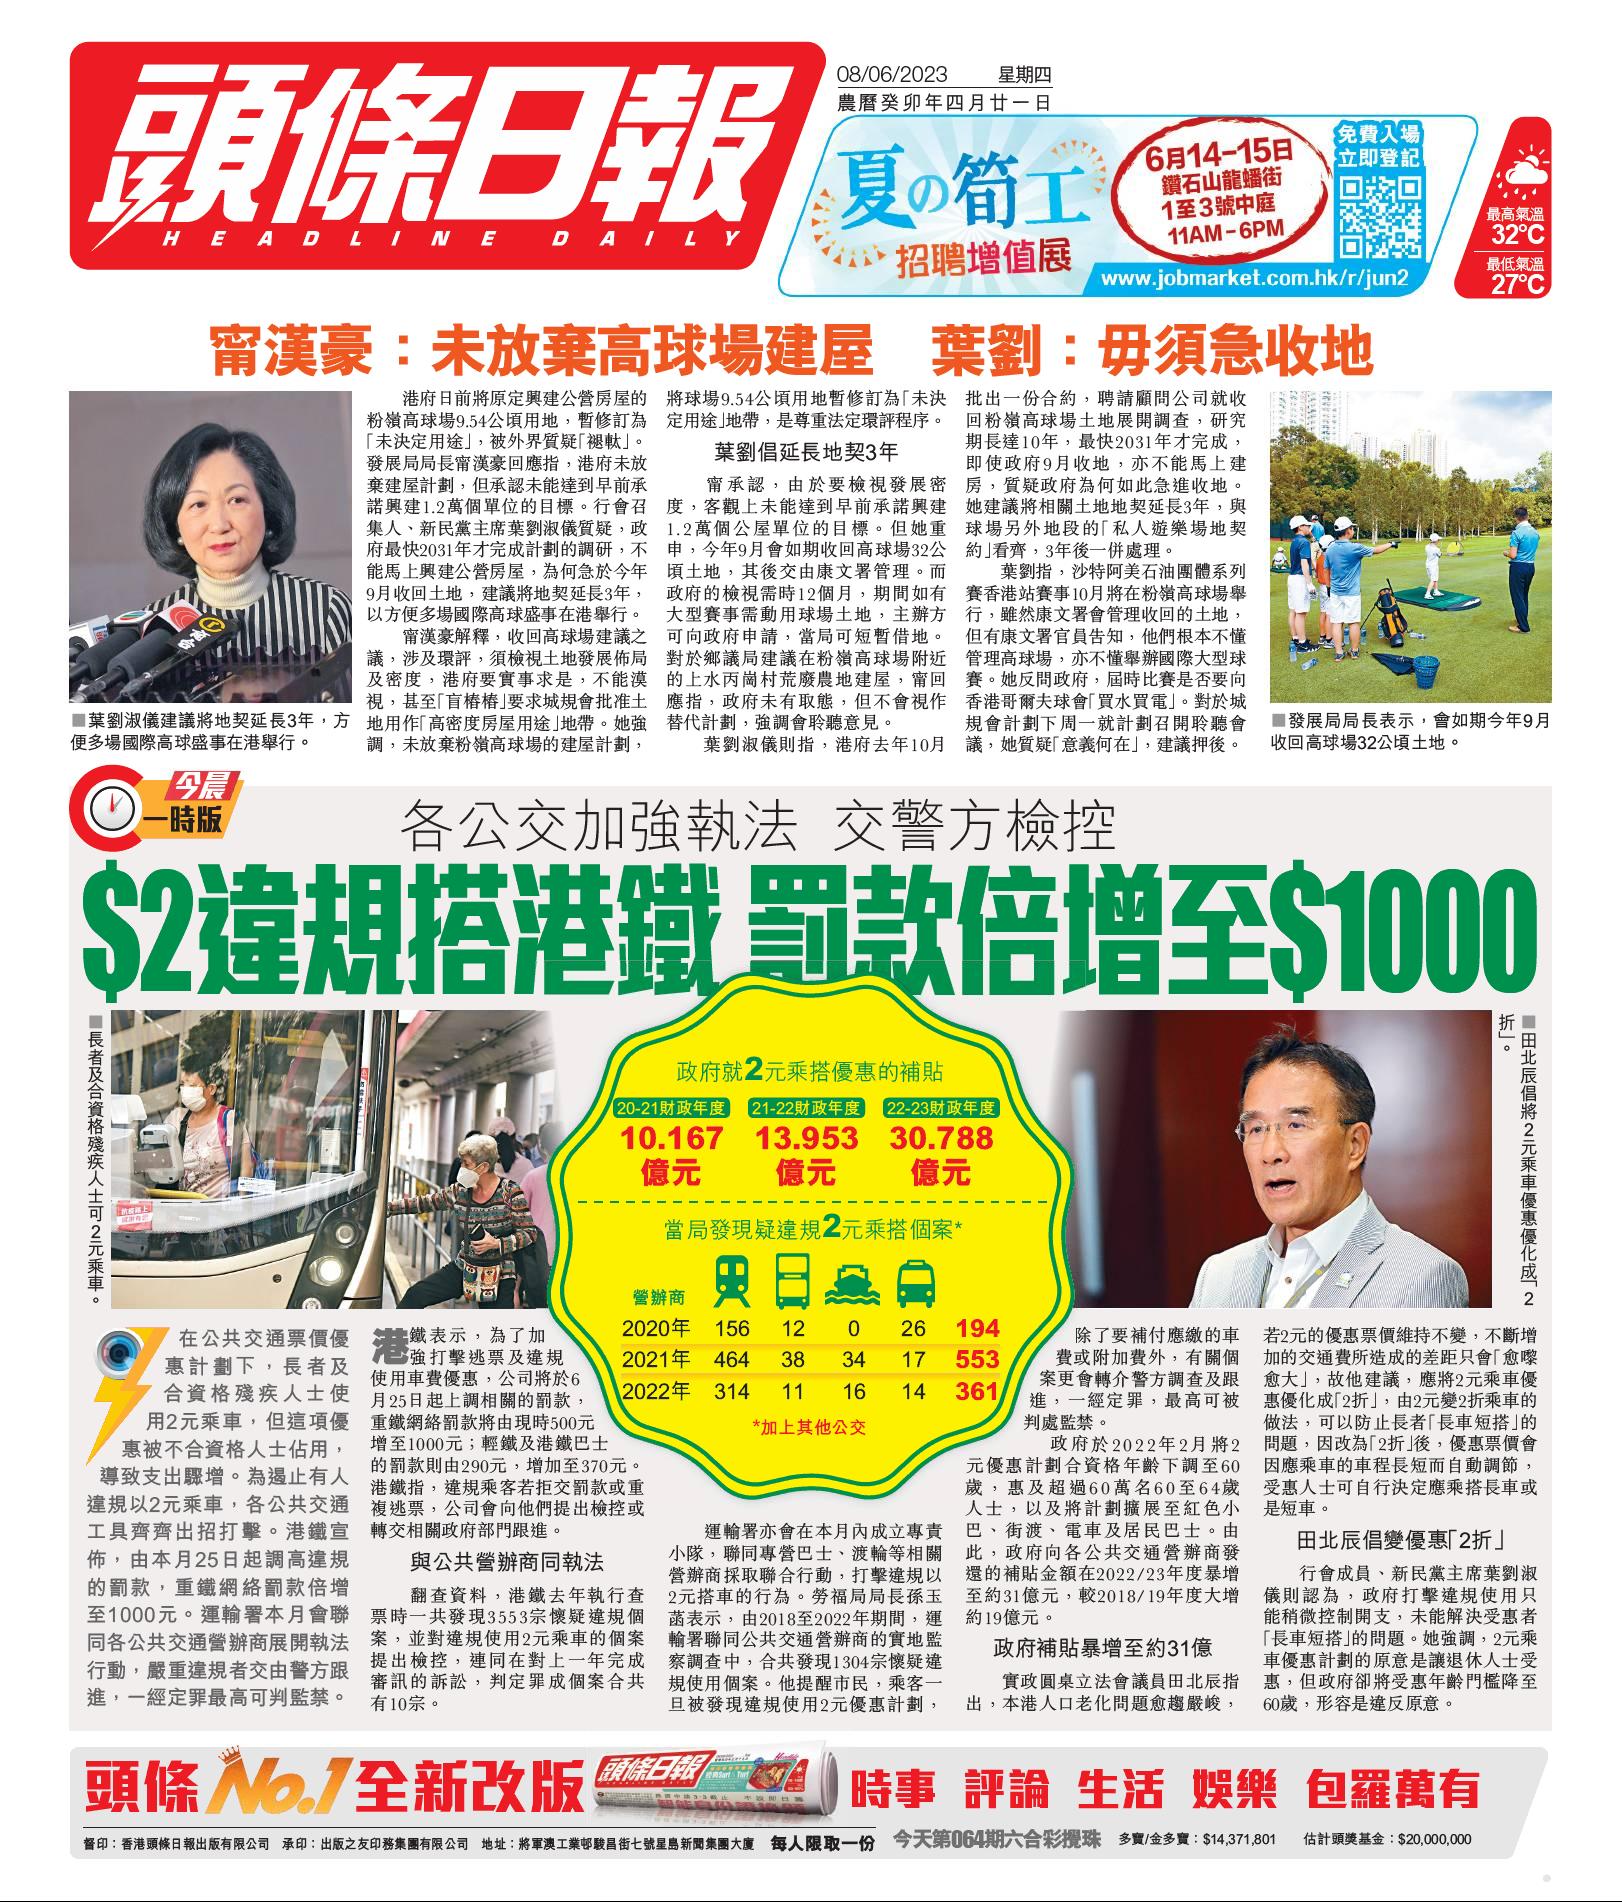 頭條日報
HEADLINE DAILY
08/06/2023 星期四
農曆癸卯年四月廿一日
夏の筍工
招聘增值展
6月14-15日
鑽石山龍蟠街
1至3號中庭
11AM-6PM
免費入場
立即登記
www.jobmarket.com.hk/r/jun2
最高氣溫
32°C
最低氣溫
27°C
甯漢豪：未放棄高球場建屋 葉劉：毋須急收地
■葉劉淑儀建議將地契延長3年，方
便多場國際高球盛事在港舉行。
港府日前將原定興建公營房屋的
粉嶺高球場9.54公頃用地，暫修訂為
「未決定用途」，被外界質疑「褪軚」。
發展局局長甯漢豪回應指，港府未放
棄建屋計劃，但承認未能達到早前承
諾興建1.2萬個單位的目標。行會召
集人、新民黨主席葉劉淑儀質疑，政
府最快2031年才完成計劃的調研，不
能馬上興建公營房屋，為何急於今年
9月收回土地，建議將地契延長3年，
以方便多場國際高球盛事在港舉行。
甯漢豪解釋，收回高球場建議之
議，涉及環評，須檢視土地發展佈局
及密度，港府要實事求是，不能漠
視，甚至「盲椿椿」要求城規會批准土
地用作「高密度房屋用途」地帶。她強
調，未放棄粉嶺高球場的建屋計劃，
將球場9.54公頃用地暫修訂為「未決
定用途」地帶，是尊重法定環評程序。
葉劉倡延長地契3年
甯承認，由於要檢視發展密
度，客觀上未能達到早前承諾興建
1.2萬個公屋單位的目標。但她重
申，今年9月會如期收回高球場32公
頃土地，其後交由康文署管理。而
政府的檢視需時12個月，期間如有
大型賽事需動用球場土地，主辦方
可向政府申請，當局可短暫借地。
對於鄉議局建議在粉嶺高球場附近
的上水丙崗村荒廢農地建屋，甯回
應指，政府未有取態，但不會視作
替代計劃，強調會聆聽意見。
葉劉淑儀則指，港府去年10月
批出一份合約，聘請顧問公司就收
回粉嶺高球場土地展開調查，研究
期長達10年，最快2031年才完成，
即使政府9月收地，亦不能馬上建
房，質疑政府為何如此急進收地。
她建議將相關土地地契延長3年，與
球場另外地段的「私人遊樂場地契
約」看齊，3年後一併處理。
葉劉指，沙特阿美石油團體系列
賽香港站賽事10月將在粉嶺高球場舉
行，雖然康文署會管理收回的土地，
但有康文署官員告知，他們根本不懂
管理高球場，亦不懂舉辦國際大型球
賽。她反問政府，屆時比賽是否要向
香港哥爾夫球會「買水買電」。對於城
規會計劃下周一就計劃召開聆聽會
議，她質疑「意義何在」，建議押後。
■發展局局長表示，會如期今年9月
收回高球場32公頃土地。
今晨
一時版
各公交加強執法 交警方檢控
$2違規搭港鐵 罰款倍增至$1000
■長者及合資格殘疾人士可2元乘車。
政府就2元乘搭優惠的補貼
20-21財政年度 21-22財政年度 22-23財政年度
10.167 13.953 30.788
億元 億元 億元
當局發現疑違規2元乘搭個案*
營辦商
2020年 156 12 0 26 194
2021年 464 38 34 17 553
2022年 314 11 16 14 361
*加上其他公交
■田北辰倡將2元乘車優惠優化成「2
折」。
在公共交通票價優
惠計劃下，長者及
合資格殘疾人士使
用2元乘車，但這項優
惠被不合資格人士佔用，
導致支出驟增。為遏止有人
違規以2元乘車，各公共交通
工具齊齊出招打擊。港鐵宣
佈，由本月25日起調高違規
的罰款，重鐵網絡罰款倍增
至1000元。運輸署本月會聯
同各公共交通營辦商展開執法
行動，嚴重違規者交由警方跟
進，一經定罪最高可判監禁。
港鐵表示，為了加
強打擊逃票及違規
使用車費優惠，公司將於6
月25日起上調相關的罰款，
重鐵網絡罰款將由現時500元
增至1000元；輕鐵及港鐵巴士
的罰款則由290元，增加至370元。
港鐵指，違規乘客若拒交罰款或重
複逃票，公司會向他們提出檢控或
轉交相關政府部門跟進。
與公共營辦商同執法
翻查資料，港鐵去年執行查
票時一共發現3553宗懷疑違規個
案，並對違規使用2元乘車的個案
提出檢控，連同在對上一年完成
審訊的訴訟，判定罪成個案合共
有10宗。
運輸署亦會在本月內成立專責
小隊，聯同專營巴士、渡輪等相關
營辦商採取聯合行動，打擊違規以
2元搭車的行為。勞福局局長孫玉
菡表示，由2018至2022年期間，運
輸署聯同公共交通營辦商的實地監
察調查中，合共發現1304宗懷疑違
規使用個案。他提醒市民，乘客一
旦被發現違規使用2元優惠計劃，
除了要補付應繳的車
費或附加費外，有關個
案更會轉介警方調查及跟
進，一經定罪，最高可被
判處監禁。
政府於2022年2月將2
元優惠計劃合資格年齡下調至60
歲，惠及超過60萬名60至64歲
人士，以及將計劃擴展至紅色小
巴、街渡、電車及居民巴士。由
此，政府向各公共交通營辦商發
還的補貼金額在2022/23年度暴增
至約31億元，較2018/19年度大增
約19億元。
政府補貼暴增至約31億
實政圓桌立法會議員田北辰指
出，本港人口老化問題愈趨嚴峻，
若2元的優惠票價維持不變，不斷增
加的交通費所造成的差距只會「愈嚟
愈大」，故他建議，應將2元乘車優
惠優化成「2折」，由2元變2折乘車的
做法，可以防止長者「長車短搭」的
問題，因改為「2折」後，優惠票價會
因應乘車的車程長短而自動調節，
受惠人士可自行決定應乘搭長車或
是短車。
田北辰倡變優惠「2折」
行會成員、新民黨主席葉劉淑
儀則認為，政府打擊違規使用只
能稍微控制開支，未能解決受惠者
「長車短搭」的問題。她強調，2元乘
車優惠計劃的原意是讓退休人士受
惠，但政府卻將受惠年齡門檻降至
60歲，形容是違反原意。
頭條No.1全新改版
頭條日報
時事 評論 生活 娛樂 包羅萬有
督印：香港頭條日報出版有限公司 承印：出版之友印務集團有限公司 地址：將軍澳工業邨駿昌街七號星島新聞集團大廈 每人限取一份
今天第064期六合彩攪珠 多寶/金多寶：$14,371,801 估計頭獎基金：$20,000,000